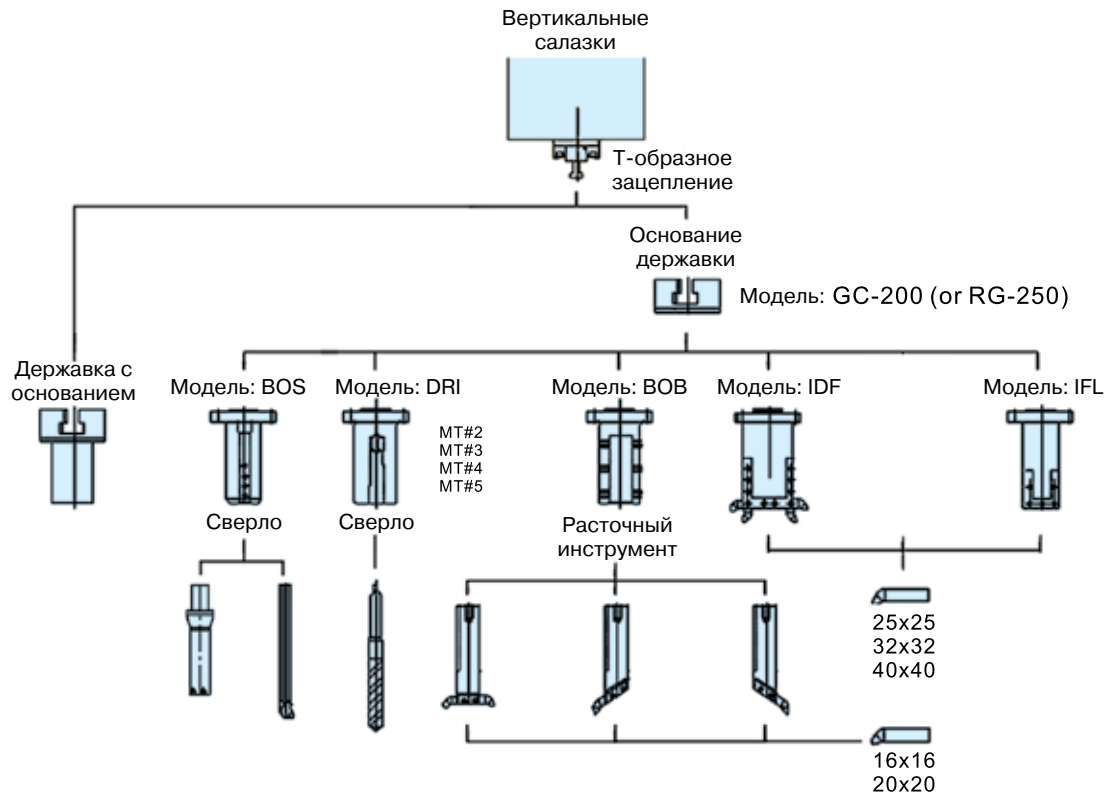 Вертикальные
салазки
Т-образное
зацепление
Основание
державки
Модель: GC-200 (or RG-250)
Державка с
основанием
Модель: BOS
Модель: DRI
Модель: BOB
Модель: IDF
Модель: IFL
MT#2
MT#3
MT#4
MT#5
Сверло
Сверло
Расточный
инструмент
25x25
32x32
40x40
16x16
20x20